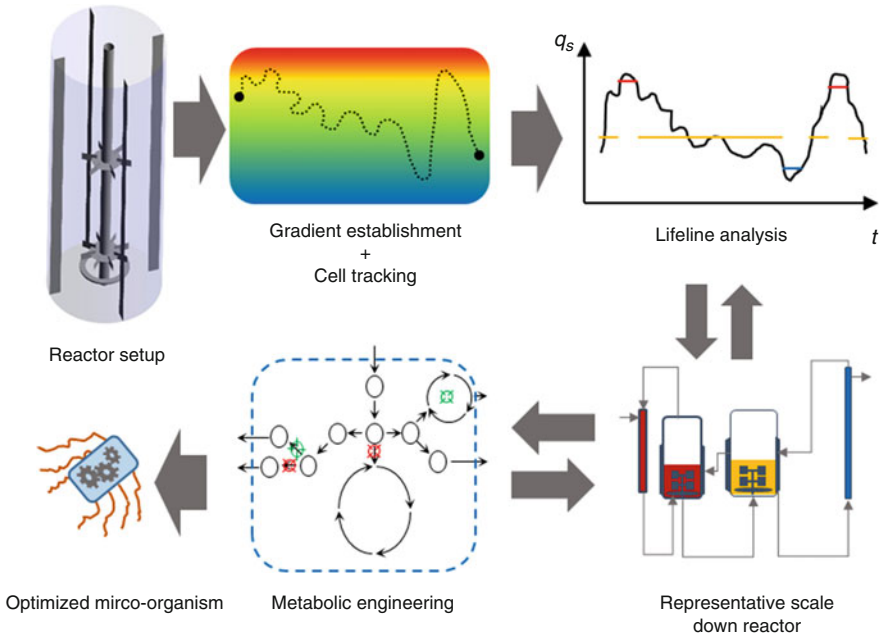 q_s
Gradient establishment
+
Cell tracking
Lifeline analysis
t
Reactor setup
Optimized mirco-organism
Metabolic engineering
Representative scale
down reactor